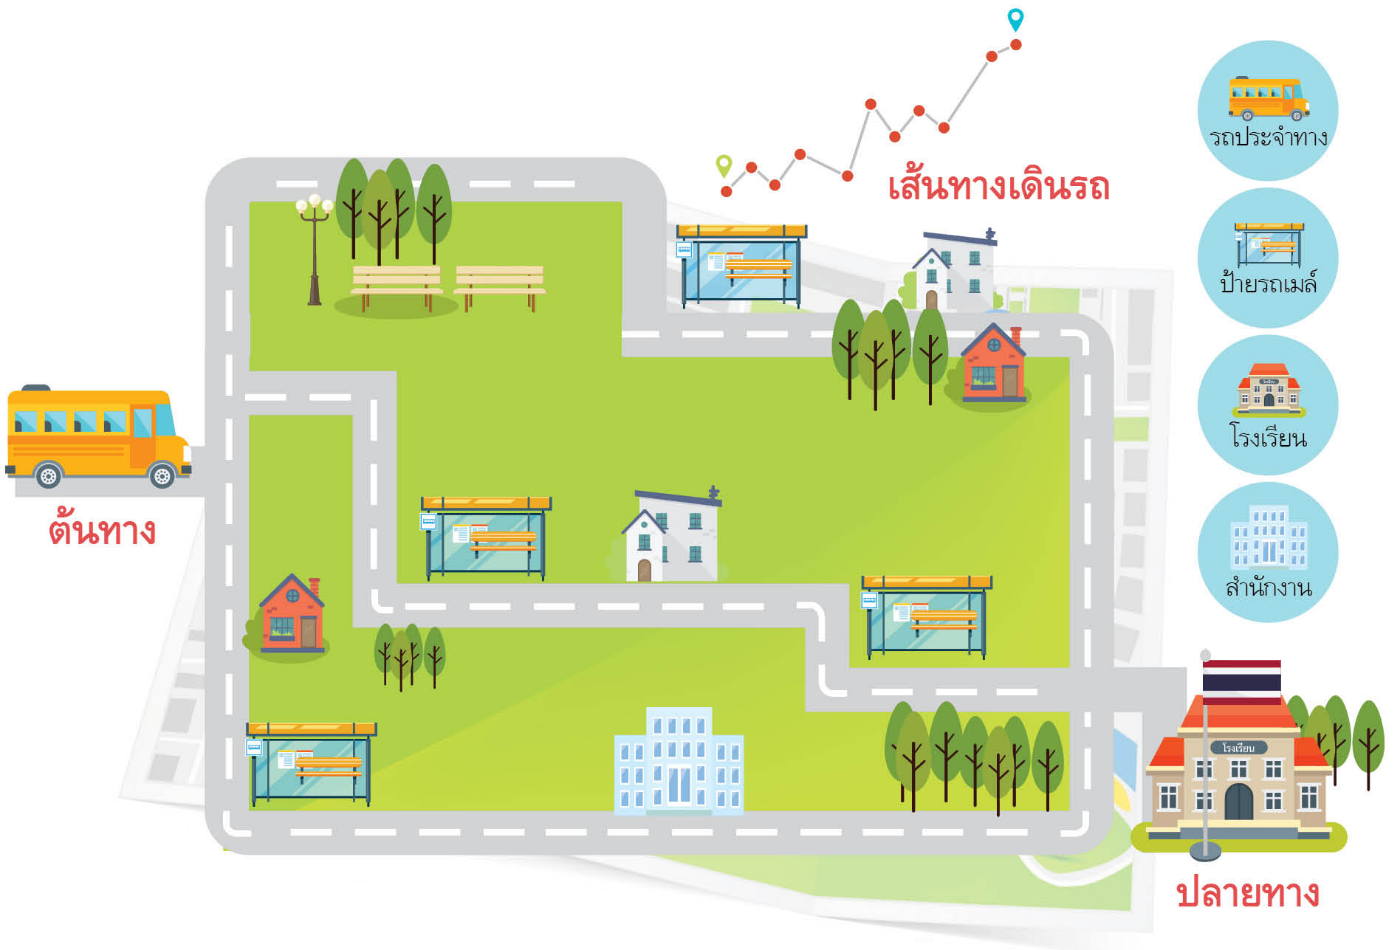 เส้นทางเดินรถ
รถประจำทาง
ป้ายรถเมล์
โรงเรียน
สำนักงาน
ต้นทาง
โรงเรียน
ปลายทาง